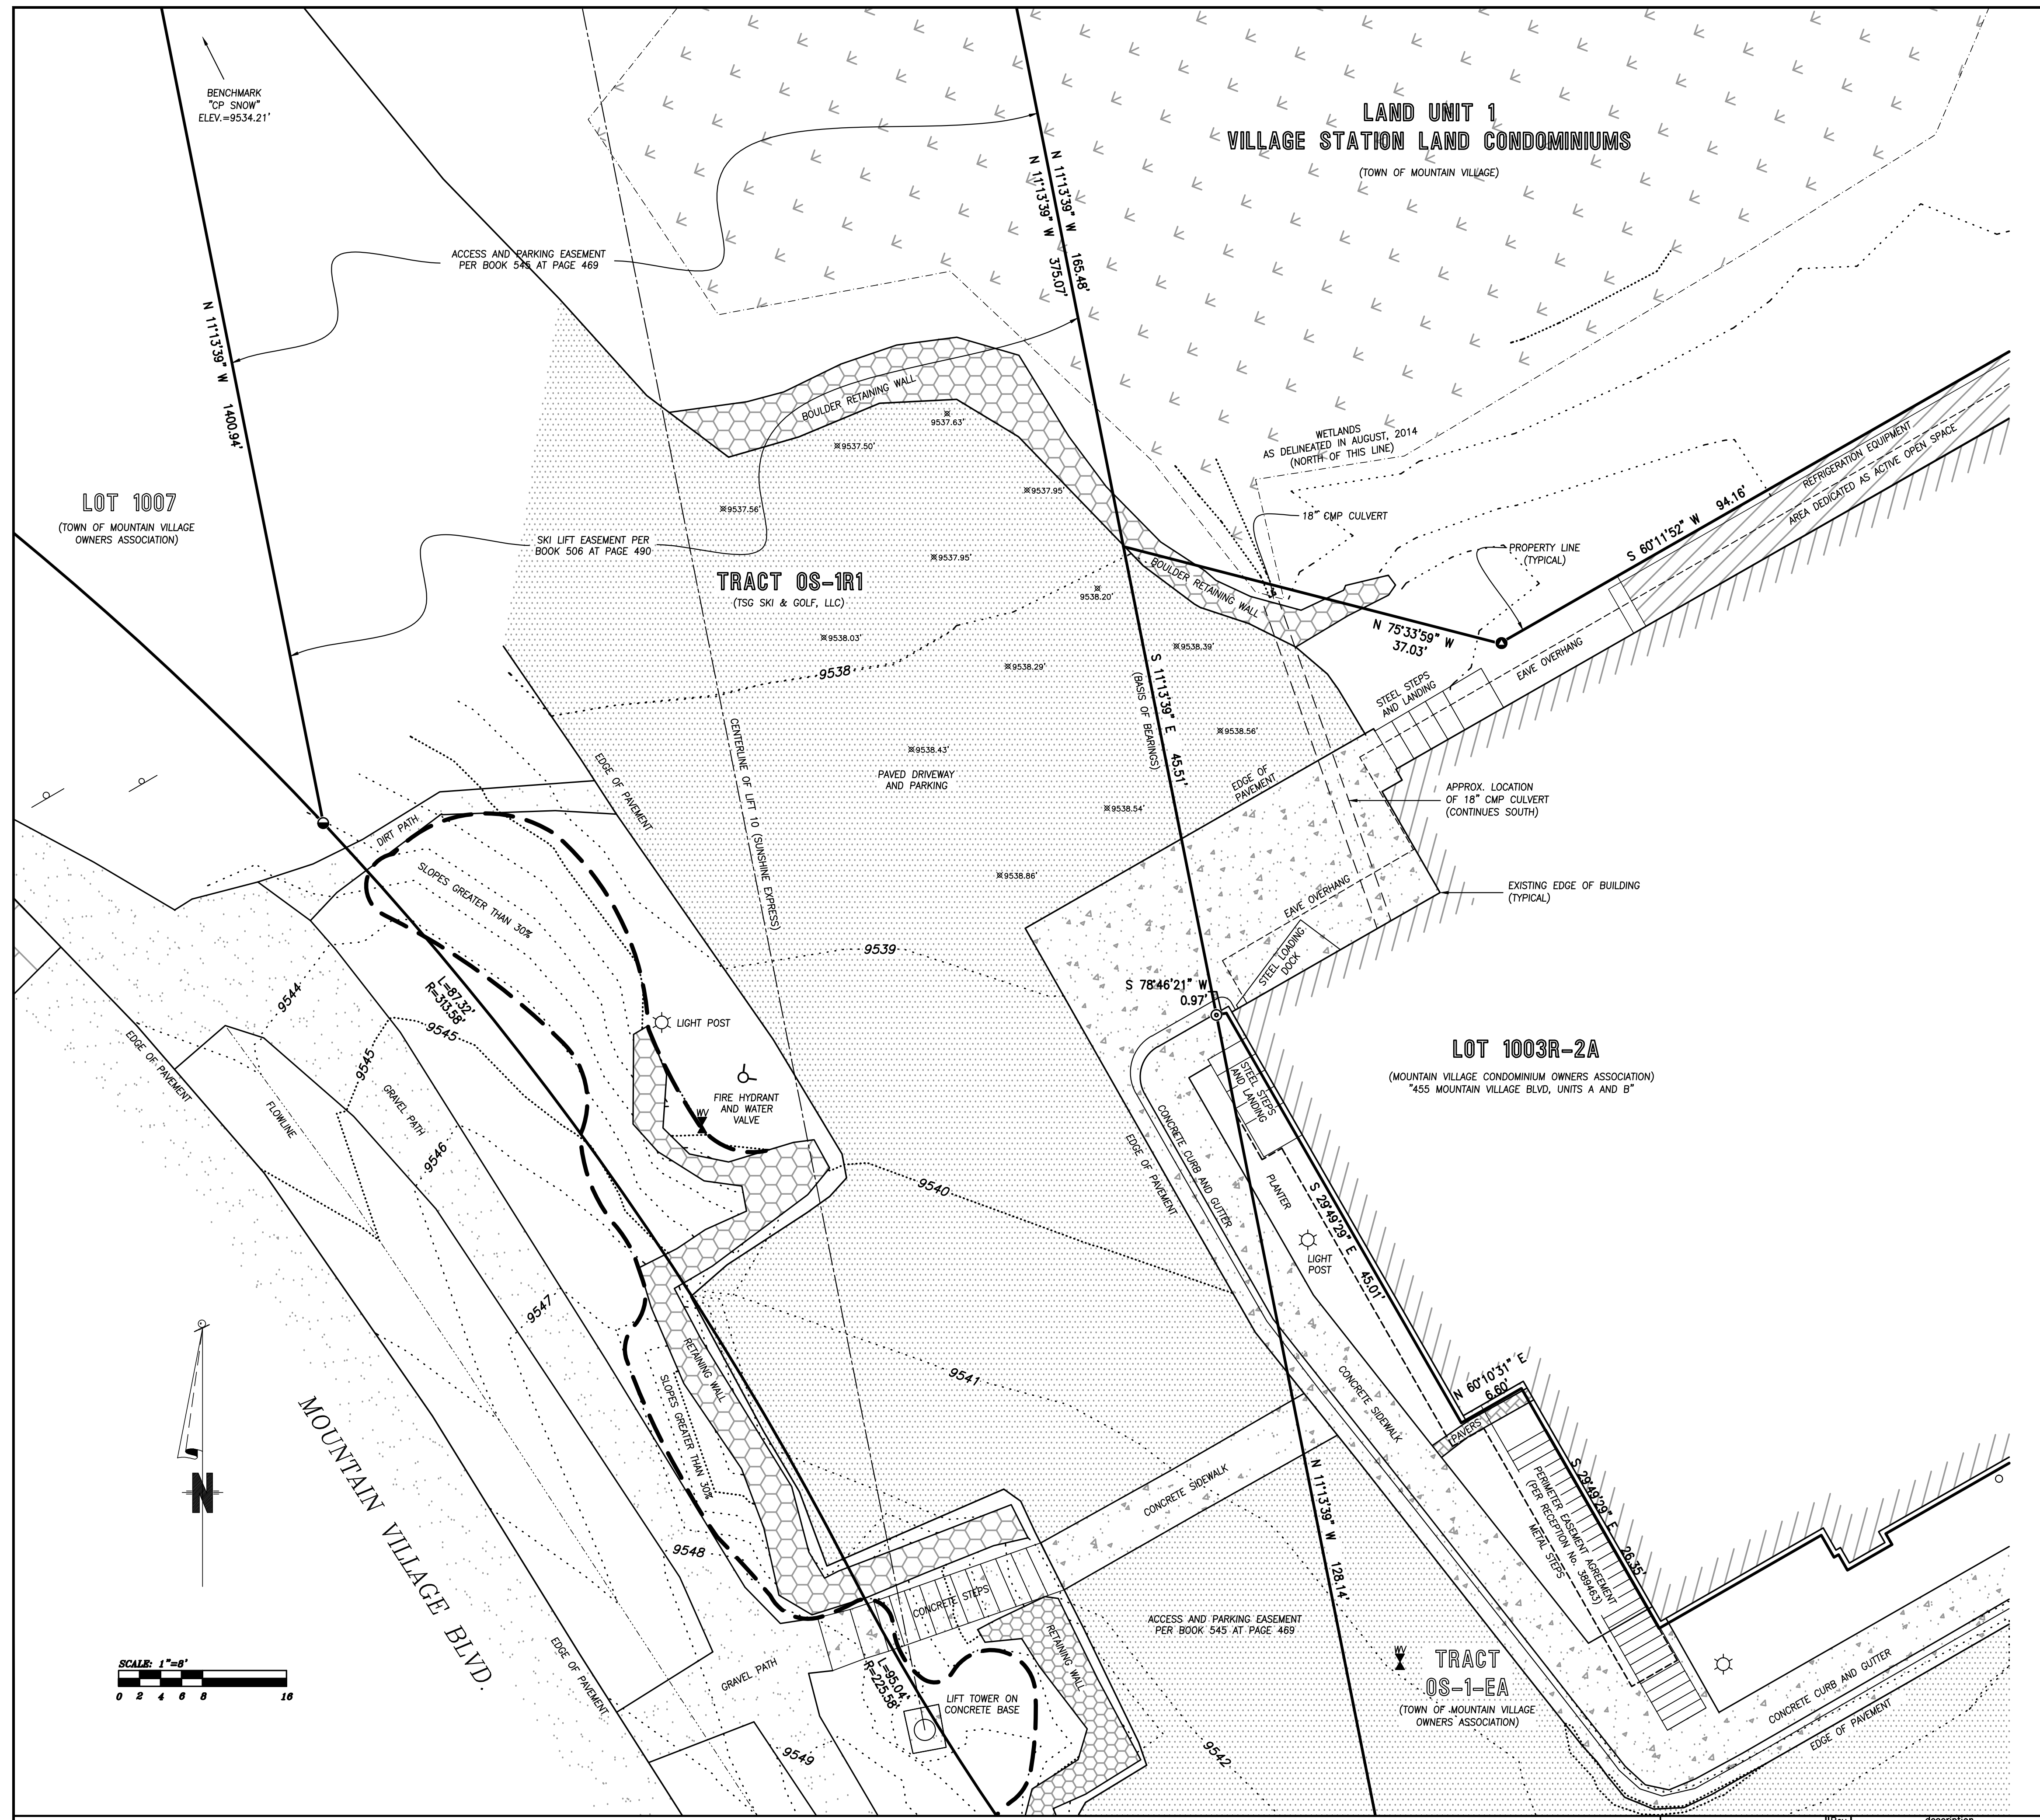 BENCHMARK
"CP SNOW"
ELEV.=9534.21'
LAND UNIT 1
VILLAGE STATION LAND CONDOMINIUMS
(TOWN OF MOUNTAIN VILLAGE)
N 11°13'39" W 165.48'
N 11°13'39" W 375.07'
ACCESS AND PARKING EASEMENT
PER BOOK 545 AT PAGE 469
N 11°13'39" W 1400.94'
BOULDER RETAINING WALL
9537.63'
9537.50'
WETLANDS
AS DELINEATED IN AUGUST, 2014
(NORTH OF THIS LINE)
REFRIGERATION EQUIPMENT
AREA DEDICATED AS ACTIVE OPEN SPACE
S 60°11'52" W 94.16'
LOT 1007
(TOWN OF MOUNTAIN VILLAGE
OWNERS ASSOCIATION)
9537.95'
9537.56'
18" CMP CULVERT
SKI LIFT EASEMENT PER
BOOK 506 AT PAGE 490
9537.95'
PROPERTY LINE
(TYPICAL)
TRACT OS-1R1
(TSG SKI & GOLF, LLC)
BOULDER RETAINING WALL
9538.20'
9538.03'
N 75°33'59" W
37.03'
9538.39'
EAVE OVERHANG
9538
9538.29'
S 11°13'39" E 45.51'
(BASIS OF BEARINGS)
STEEL STEPS
AND LANDING
9538.56'
9538.43'
CENTERLINE OF LIFT 10 (SUNSHINE EXPRESS)
EDGE OF PAVEMENT
PAVED DRIVEWAY
AND PARKING
EDGE OF
PAVEMENT
APPROX. LOCATION
OF 18" CMP CULVERT
(CONTINUES SOUTH)
9538.54'
DIRT PATH
SLOPES GREATER THAN 30%
9538.86'
EXISTING EDGE OF BUILDING
(TYPICAL)
EAVE OVERHANG
9539
STEEL LOADING
DOCK
S 78°46'21" W
0.97'
9544
L=87.32'
R=313.58'
9545
9545
LIGHT POST
EDGE OF PAVEMENT
FLOWLINE
GRAVEL PATH
LOT 1003R-2A
(MOUNTAIN VILLAGE CONDOMINIUM OWNERS ASSOCIATION)
"455 MOUNTAIN VILLAGE BLVD, UNITS A AND B"
STEEL STEPS
AND LANDING
FIRE HYDRANT
AND WATER
VALVE
WV
9546
CONCRETE CURB AND GUTTER
EDGE OF PAVEMENT
PLANTER
9540
S 29°49'29" E 45.01'
LIGHT
POST
9547
RETAINING WALL
SLOPES GREATER THAN 30%
9541
N 60°10'31" E
6.60'
CONCRETE SIDEWALK
PAVERS
MOUNTAIN VILLAGE BLVD.
N
CONCRETE SIDEWALK
N 11°13'39" W 128.14'
S 29°49'29" E 26.35'
PERIMETER EASEMENT AGREEMENT
(PER RECEPTION No. 389463)
METAL STEPS
9548
CONCRETE STEPS
ACCESS AND PARKING EASEMENT
PER BOOK 545 AT PAGE 469
RETAINING WALL
EDGE OF PAVEMENT
GRAVEL PATH
L=95.04'
R=225.58'
LIFT TOWER ON
CONCRETE BASE
WV
TRACT
OS-1-EA
(TOWN OF MOUNTAIN VILLAGE
OWNERS ASSOCIATION)
CONCRETE CURB AND GUTTER
EDGE OF PAVEMENT
SCALE: 1"=8'
0 2 4 6 8 16
9549
9542